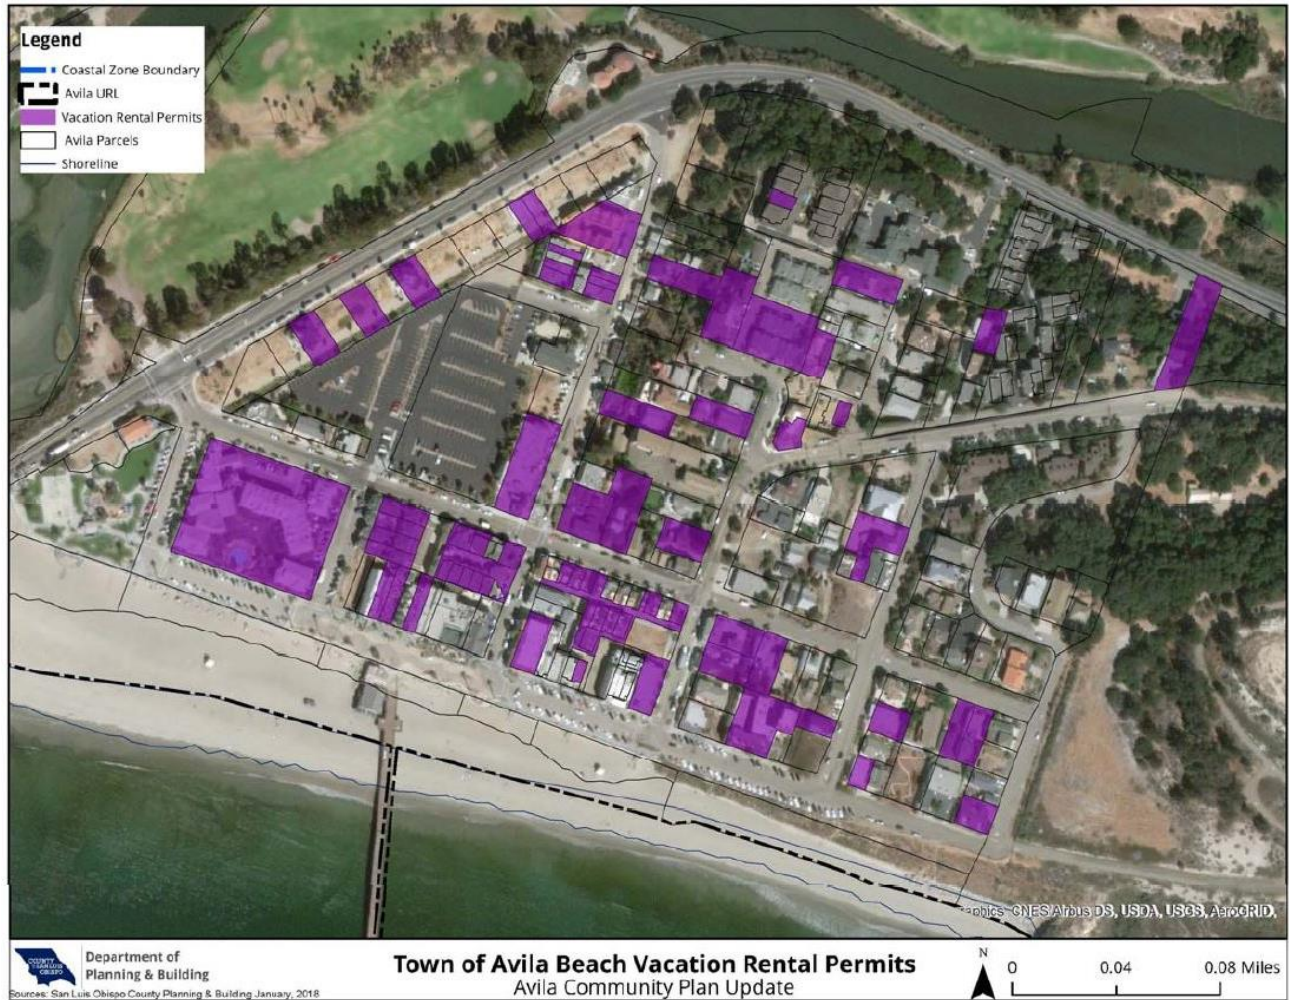 Legend
Coastal Zone Boundary
Avila URL
Vacation Rental Permits
Avila Parcels
Shoreline
CNES/Airbus DS, USDA, USGS, AeroGRID,
COUNTY
OBISPO
Department of
Planning & Building
Sources: San Luis Obispo County Planning & Building January, 2018
Town of Avila Beach Vacation Rental Permits
Avila Community Plan Update
N
0 0.04 0.08 Miles